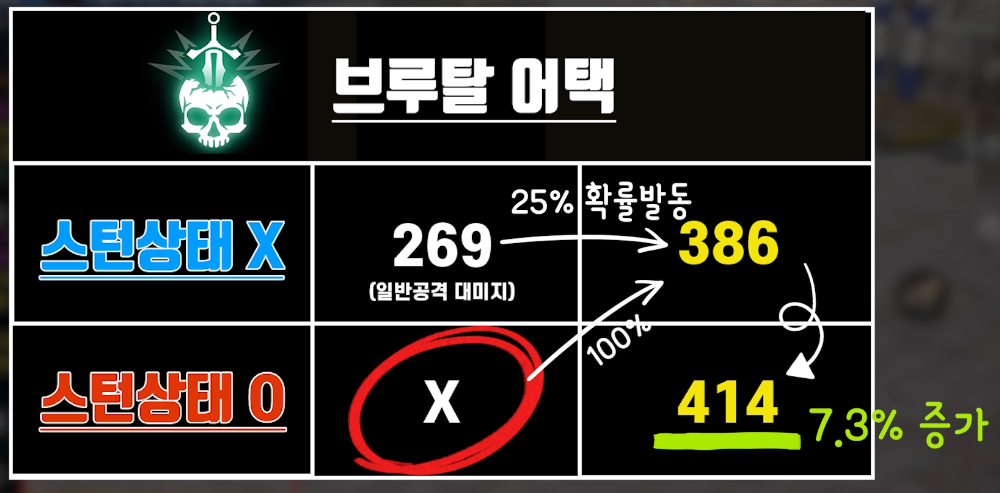 브루탈 어택
25% 확률발동
스턴상태 X
269
386
(일반공격 대미지)
100%
스턴상태 O
X
414
7.3% 증가